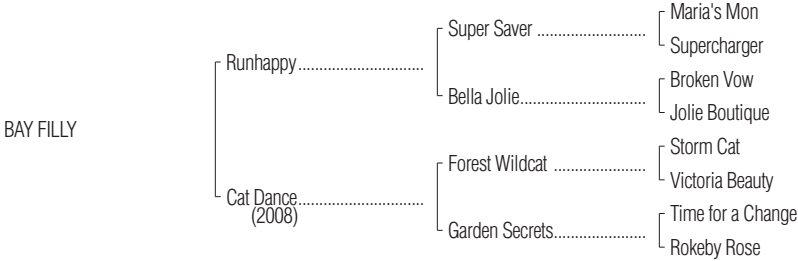 Maria's Mon
Super Saver ..........................
Supercharger
Runhappy..............................
Broken Vow
Bella Jolie..............................
Jolie Boutique
BAY FILLY
Storm Cat
Forest Wildcat ......................
Victoria Beauty
Cat Dance..............................
(2008)
Time for a Change
Garden Secrets......................
Rokeby Rose